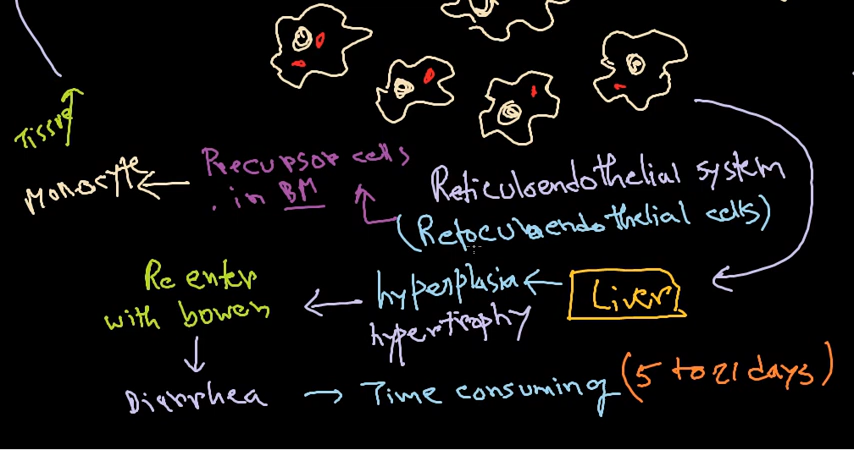 Tissue
Monocyte
Precursor cells
in BM
Reticuloendothelial system
(Retoculoendothelial cells)
Re enter
with bowen
hyperplasia
hypertrophy
Liver
Diarrhea
Time consuming (5 to 21 days)